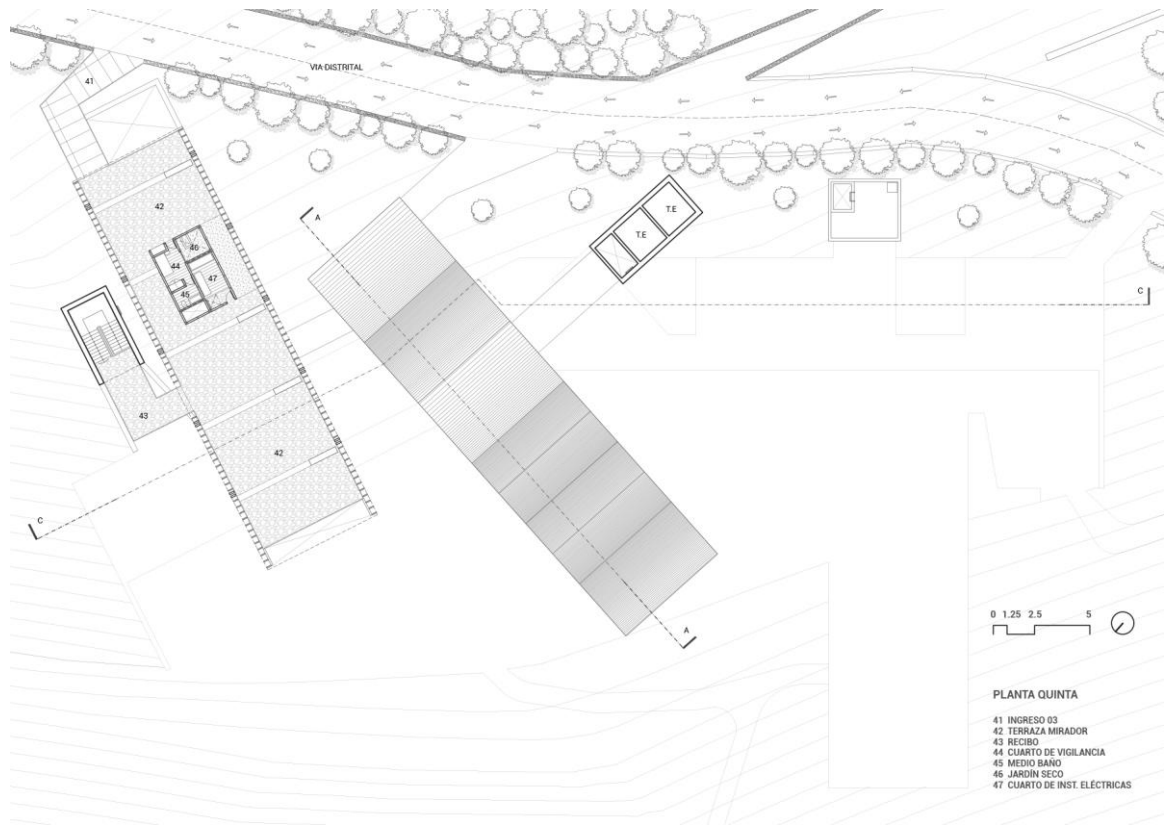 VIA DISTRITAL
41
A
42
T.E
T.E
46
44
47
45
C
43
42
C
A
0 1.25 2.5 5
PLANTA QUINTA
41 INGRESO 03
42 TERRAZA MIRADOR
43 RECIBO
44 CUARTO DE VIGILANCIA
45 MEDIO BAÑO
46 JARDÍN SECO
47 CUARTO DE INST. ELÉCTRICAS